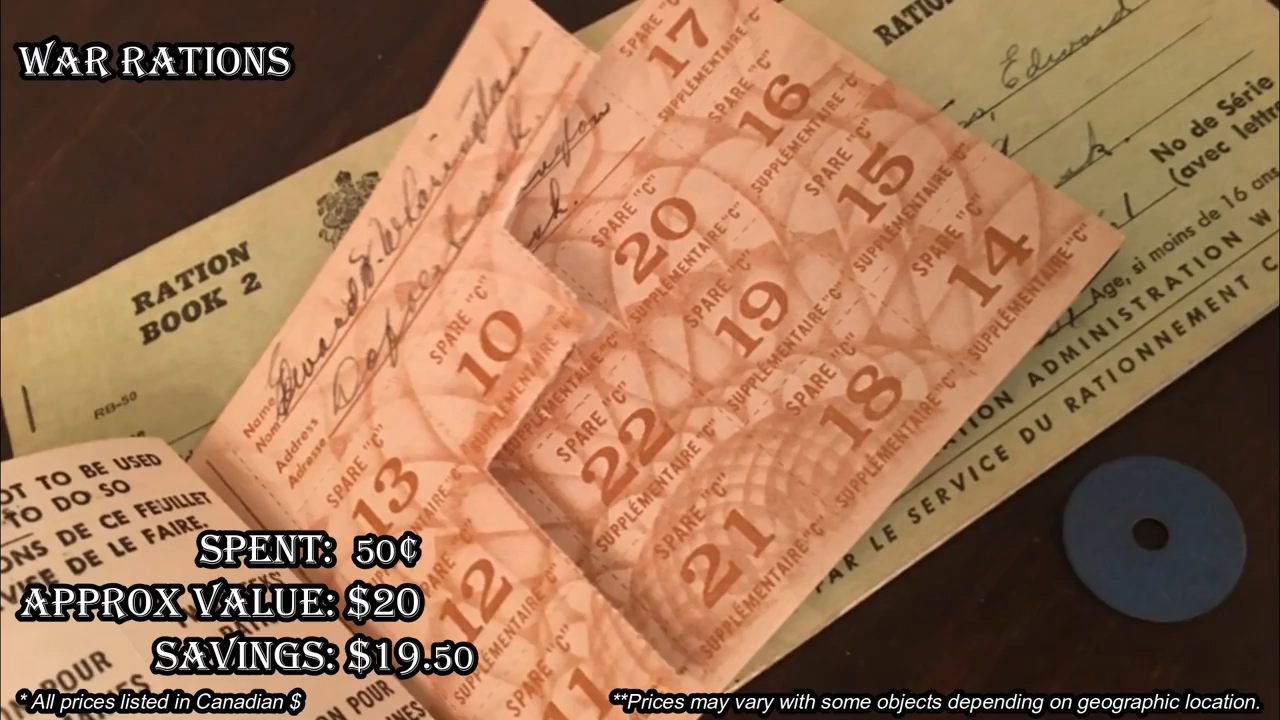 WAR RATIONS
RATION
BOOK 2
RB-50
Name
Nom
Address
Adresse
Edward
SPARE "C"
10
SUPPLÉMENTAIRE "C"
SPARE "C"
13
SPARE "C"
12
SUPPLÉMENTAIRE "C"
11
SPARE "C"
17
SUPPLÉMENTAIRE "C"
SPARE "C"
16
SUPPLÉMENTAIRE "C"
SPARE "C"
15
SUPPLÉMENTAIRE "C"
SPARE "C"
14
SUPPLÉMENTAIRE "C"
SPARE "C"
20
SUPPLÉMENTAIRE "C"
SPARE "C"
19
SUPPLÉMENTAIRE "C"
SPARE "C"
18
SUPPLÉMENTAIRE "C"
SPARE "C"
22
SUPPLÉMENTAIRE "C"
SPARE "C"
21
SUPPLÉMENTAIRE "C"
Edward
No de Série
(avec lettre
Age, si moins de 16 ans
ADMINISTRATION
PAR LE SERVICE DU RATIONNEMENT
OT TO BE USED
TO DO SO
ONS DE CE FEUILLET
DE LE FAIRE.
POUR
SPENT: 50¢
APPROX VALUE: $20
SAVINGS: $19.50
* All prices listed in Canadian $
**Prices may vary with some objects depending on geographic location.